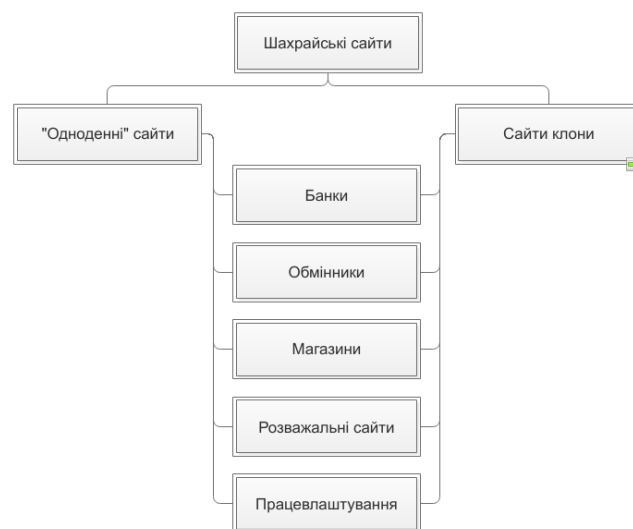 Шахрайські сайти
"Одноденні" сайти
Сайти клони
Банки
Обмінники
Магазини
Розважальні сайти
Працевлаштування